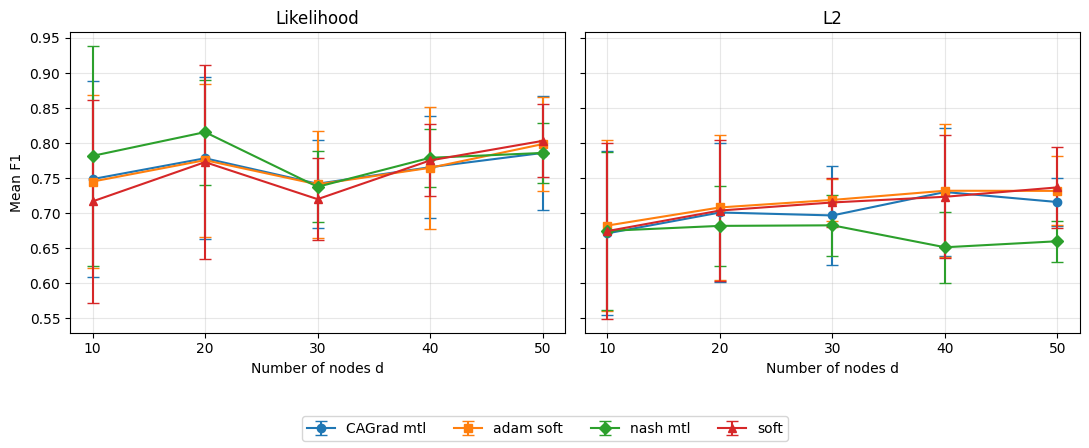 Likelihood
L2
Mean F1
0.95
0.90
0.85
0.80
0.75
0.70
0.65
0.60
0.55
10 20 30 40 50
10 20 30 40 50
Number of nodes d
Number of nodes d
CAGrad mtl adam soft nash mtl soft